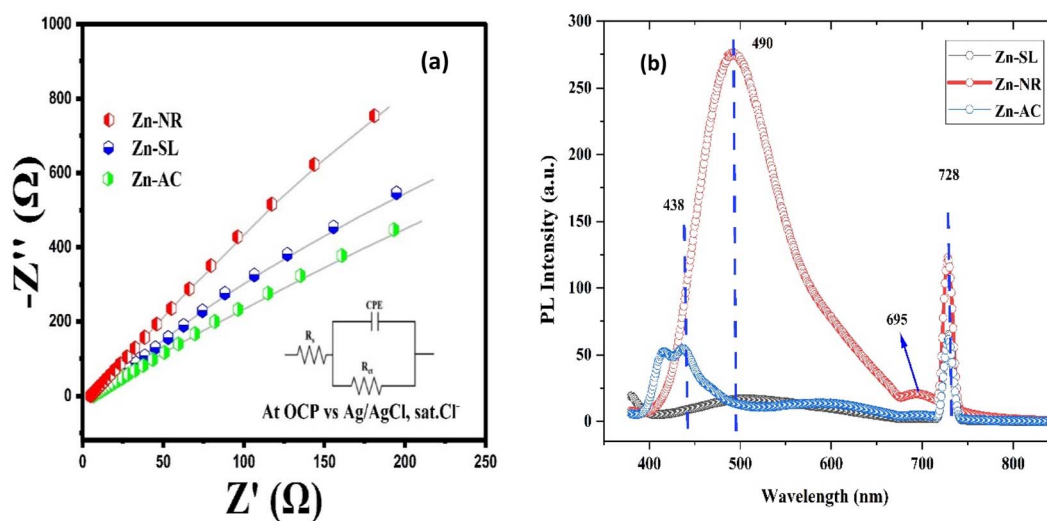 1000
800
600
400
200
0
-Z'' (Ω)
(a)
Zn-NR
Zn-SL
Zn-AC
CPE
Rs
Rct
At OCP vs Ag/AgCl, sat.Cl-
0 50 100 150 200 250
Z' (Ω)
300
250
200
150
100
50
0
PL Intensity (a.u.)
(b)
490
Zn-SL
Zn-NR
Zn-AC
438
728
695
400 500 600 700 800
Wavelength (nm)